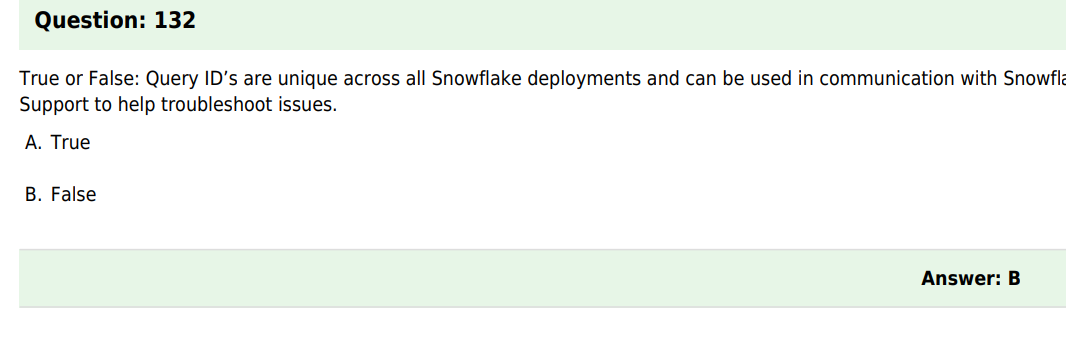 Question: 132
True or False: Query ID’s are unique across all Snowflake deployments and can be used in communication with Snowfla
Support to help troubleshoot issues.
A. True
B. False
Answer: B